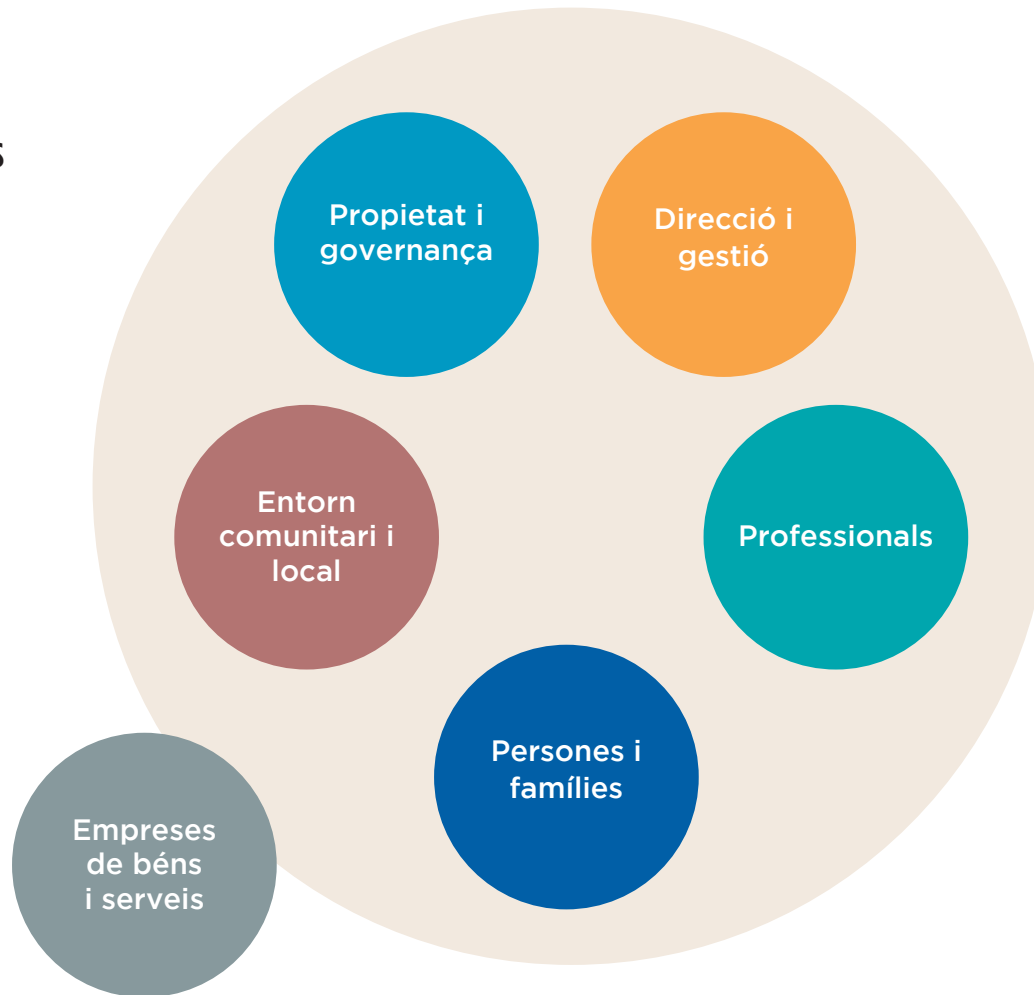 Propietat i
governança
Direcció i
gestió
Entorn
comunitari i
local
Professionals
Persones i
famílies
Empreses
de béns
i serveis